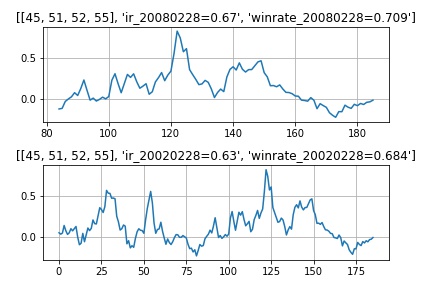 [[45, 51, 52, 55], 'ir_20080228=0.67', 'winrate_20080228=0.709']
0.5
0.0
80 100 120 140 160 180
[[45, 51, 52, 55], 'ir_20020228=0.63', 'winrate_20020228=0.684']
0.5
0.0
0 25 50 75 100 125 150 175